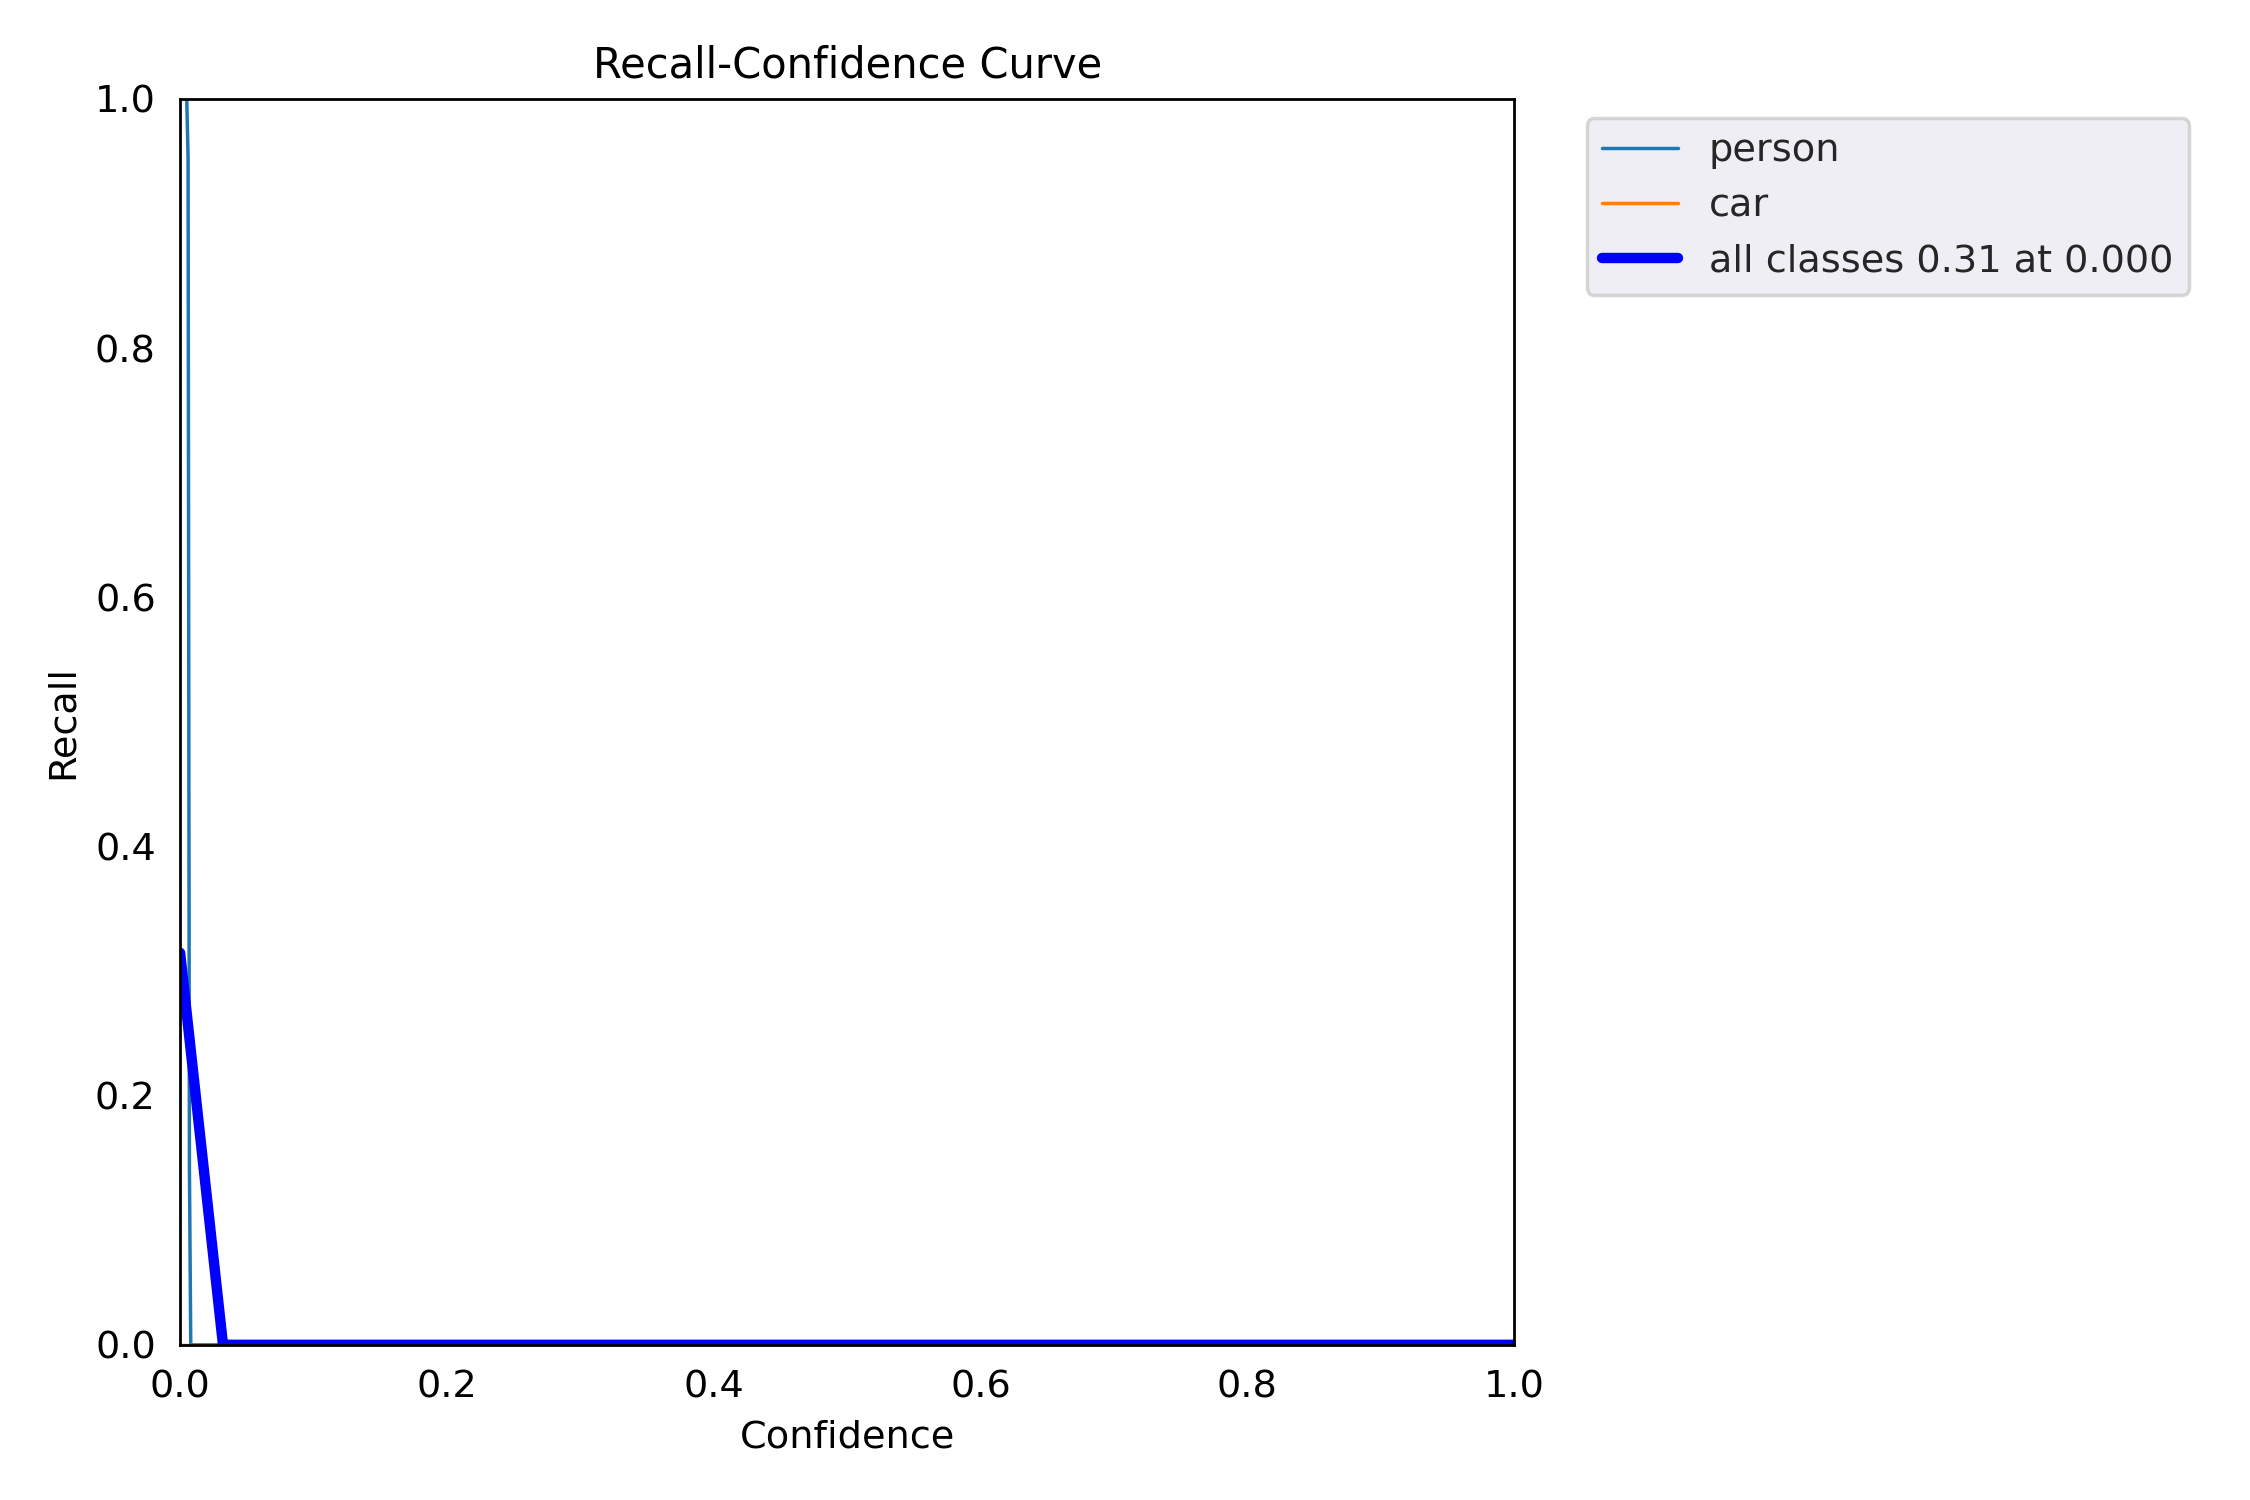 Recall-Confidence Curve
1.0
0.8
0.6
0.4
0.2
0.0
Recall
0.0 0.2 0.4 0.6 0.8 1.0
Confidence
person
car
all classes 0.31 at 0.000